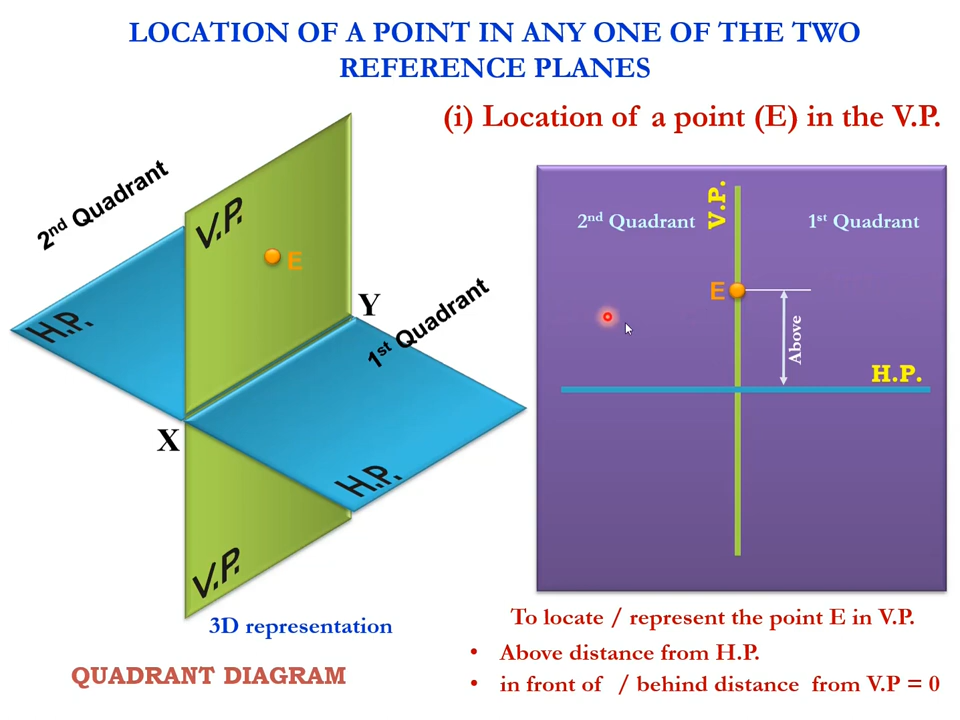 LOCATION OF A POINT IN ANY ONE OF THE TWO
REFERENCE PLANES
(i) Location of a point (E) in the V.P.
2nd Quadrant
V.P.
E
H.P.
Y
1st Quadrant
X
H.P.
V.P.
3D representation
QUADRANT DIAGRAM
2nd Quadrant
V.P.
1st Quadrant
E
Above
H.P.
To locate / represent the point E in V.P.
• Above distance from H.P.
• in front of / behind distance from V.P = 0